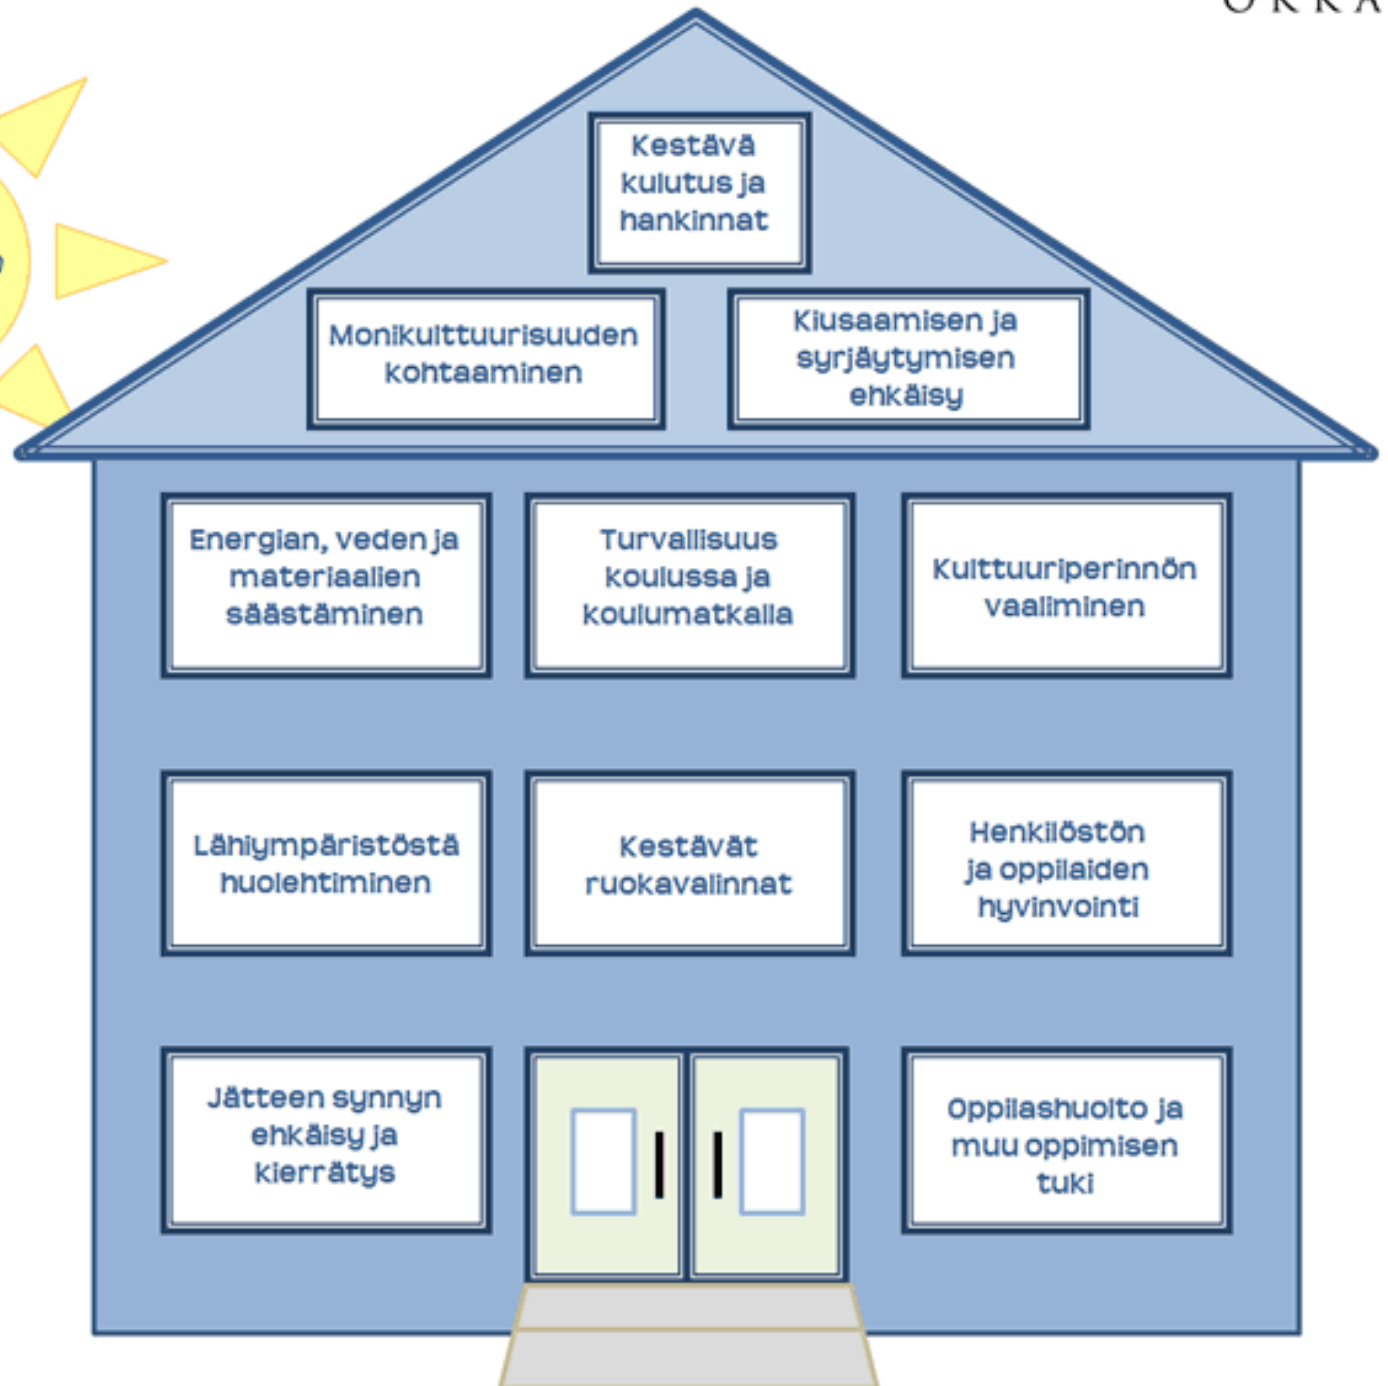 OKKA
Kestävä
kulutus ja
hankinnat
Monikulttuurisuuden
kohtaaminen
Kiusaamisen ja
syrjäytymisen
ehkäisy
Energian, veden ja
materiaalien
säästäminen
Turvallisuus
koulussa ja
koulumatkalla
Kulttuuriperinnön
vaaliminen
Lähiympäristöstä
huolehtiminen
Kestävät
ruokavalinnat
Henkilöstön
ja oppilaiden
hyvinvointi
Jätteen synnyn
ehkäisy ja
kierrätys
Oppilashuolto ja
muu oppimisen
tuki